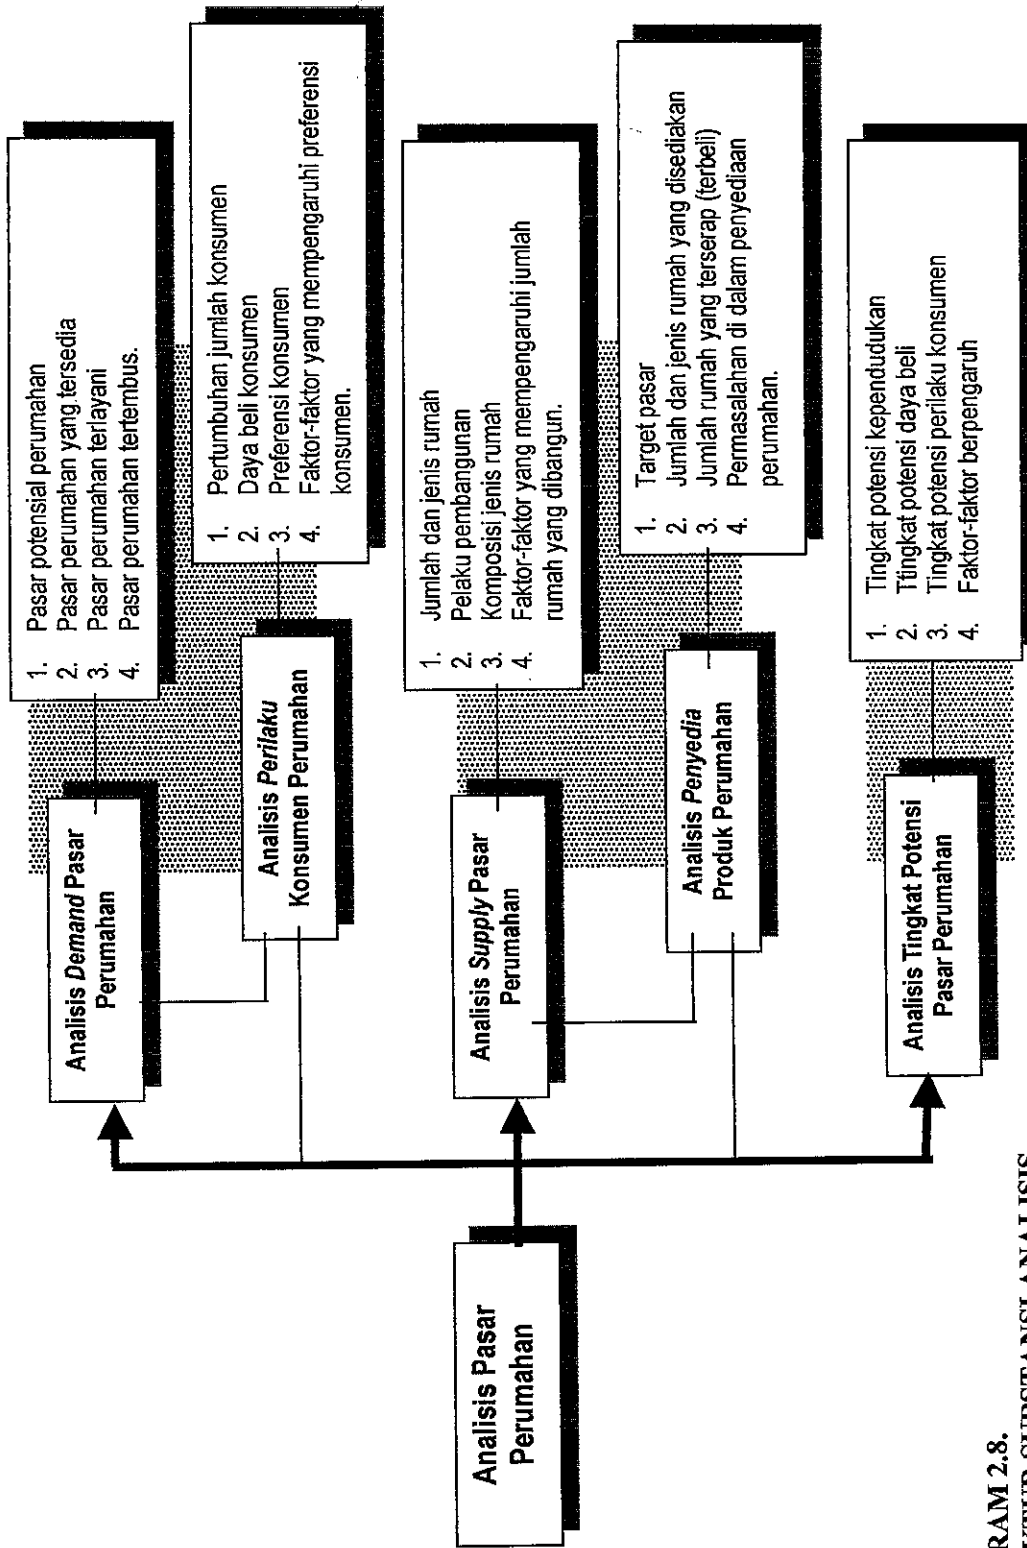 Analisis Pasar
Perumahan
Analisis Demand Pasar
Perumahan
1. Pasar potensial perumahan
2. Pasar perumahan yang tersedia
3. Pasar perumahan terlayani
4. Pasar perumahan tertembus.
Analisis Perilaku
Konsumen Perumahan
1. Pertumbuhan jumlah konsumen
2. Daya beli konsumen
3. Preferensi konsumen
4. Faktor-faktor yang mempengaruhi preferensi
konsumen.
Analisis Supply Pasar
Perumahan
1. Jumlah dan jenis rumah
2. Pelaku pembangunan
3. Komposisi jenis rumah
4. Faktor-faktor yang mempengaruhi jumlah
rumah yang dibangun.
Analisis Penyedia
Produk Perumahan
1. Target pasar
2. Jumlah dan jenis rumah yang disediakan
3. Jumlah rumah yang terserap (terbeli)
4. Permasalahan di dalam penyediaan
perumahan.
Analisis Tingkat Potensi
Pasar Perumahan
1. Tingkat potensi kependudukan
2. Ttingkat potensi daya beli
3. Tingkat potensi perilaku konsumen
4. Faktor-faktor berpengaruh
RAM 2.8.
KTUR SUBSTANSI ANALISIS